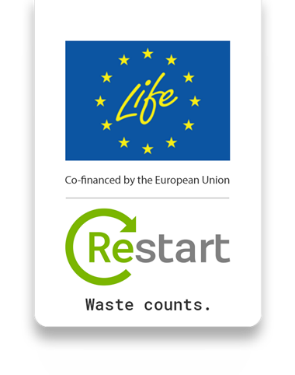 Life
Co-financed by the European Union
Restart
Waste counts.